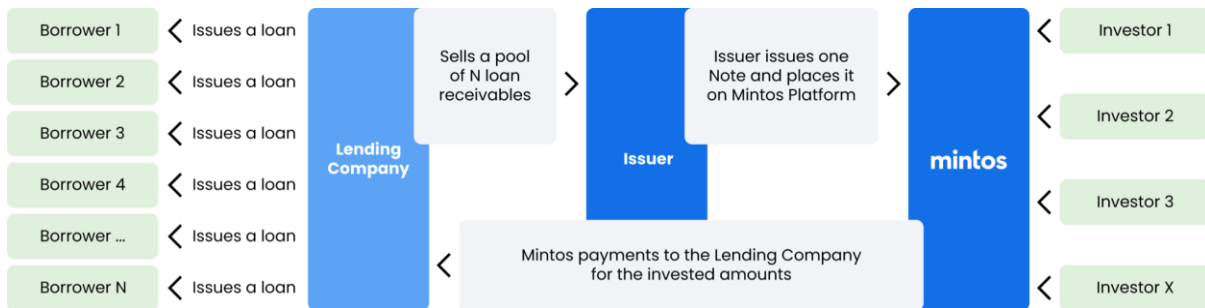 Borrower 1
Issues a loan
Borrower 2
Issues a loan
Borrower 3
Issues a loan
Borrower 4
Issues a loan
Borrower ...
Issues a loan
Borrower N
Issues a loan
Lending
Company
Sells a pool
of N loan
receivables
Issuer
Issuer issues one
Note and places it
on Mintos Platform
mintos
Mintos payments to the Lending Company
for the invested amounts
Investor 1
Investor 2
Investor 3
Investor X